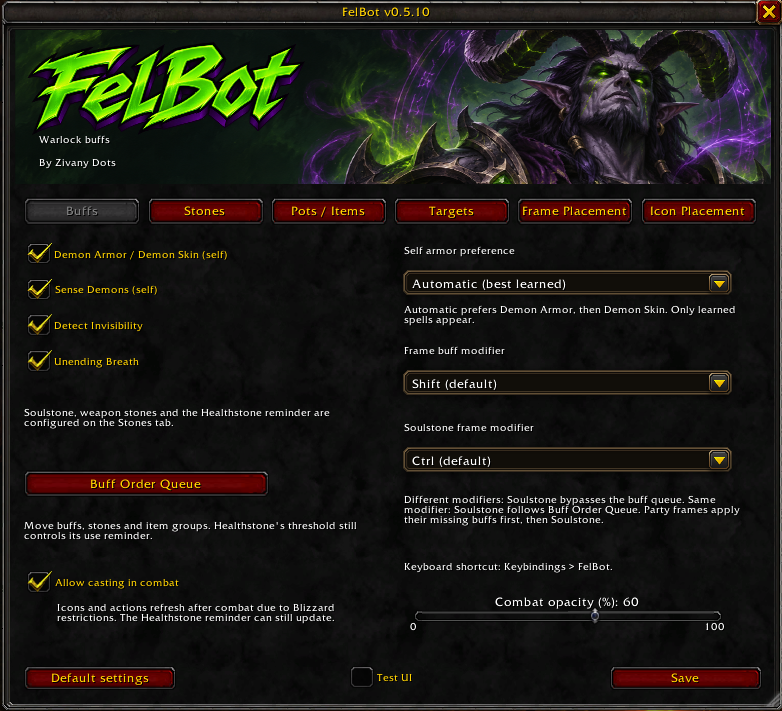 FelBot v0.5.10
FelBot
Warlock buffs
By Zivany Dots
Buffs
Stones
Pots / Items
Targets
Frame Placement
Icon Placement
Demon Armor / Demon Skin (self)
Sense Demons (self)
Detect Invisibility
Unending Breath
Soulstone, weapon stones and the Healthstone reminder are
configured on the Stones tab.
Buff Order Queue
Move buffs, stones and item groups. Healthstone's threshold still
controls its use reminder.
Allow casting in combat
Icons and actions refresh after combat due to Blizzard
restrictions. The Healthstone reminder can still update.
Self armor preference
Automatic (best learned)
Automatic prefers Demon Armor, then Demon Skin. Only learned
spells appear.
Frame buff modifier
Shift (default)
Soulstone frame modifier
Ctrl (default)
Different modifiers: Soulstone bypasses the buff queue. Same
modifier: Soulstone follows Buff Order Queue. Party frames apply
their missing buffs first, then Soulstone.
Keyboard shortcut: Keybindings > FelBot.
Combat opacity (%): 60
0
100
Default settings
Test UI
Save